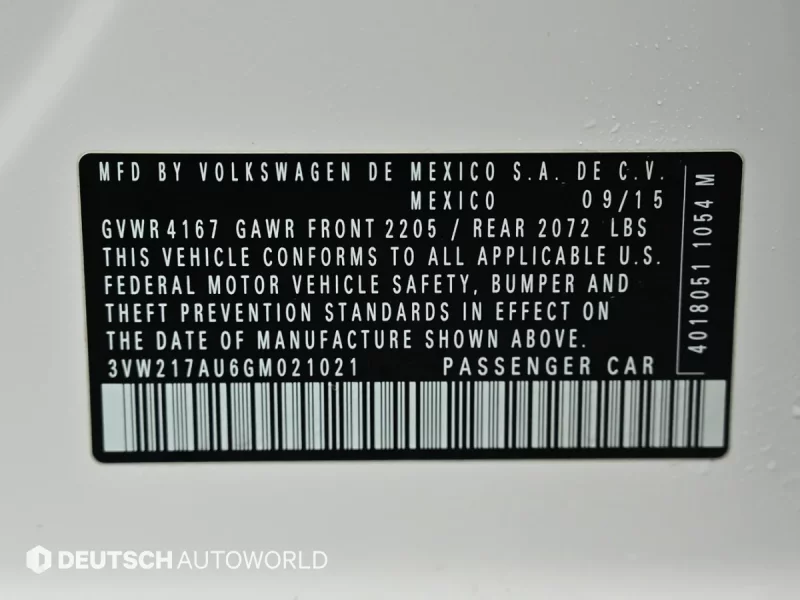 MFD BY VOLKSWAGEN DE MEXICO S.A. DE C.V.
MEXICO 09/15
GVWR 4167 GAWR FRONT 2205 / REAR 2072 LBS
THIS VEHICLE CONFORMS TO ALL APPLICABLE U.S.
FEDERAL MOTOR VEHICLE SAFETY, BUMPER AND
THEFT PREVENTION STANDARDS IN EFFECT ON
THE DATE OF MANUFACTURE SHOWN ABOVE.
3VW217AU6GM021021 PASSENGER CAR
4018051 1054 M
DEUTSCH AUTOWORLD